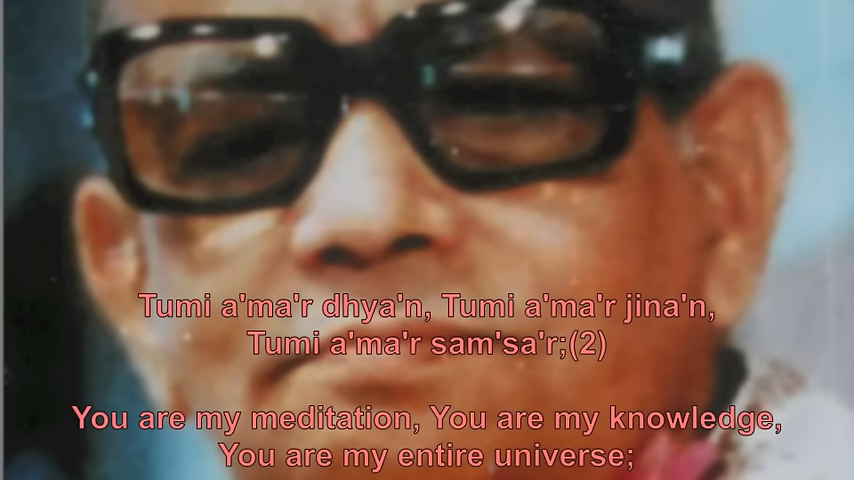 Tumi a'ma'r dhya'n, Tumi a'ma'r jina'n,
Tumi a'ma'r sam'sa'r;(2)
You are my meditation, You are my knowledge,
You are my entire universe;